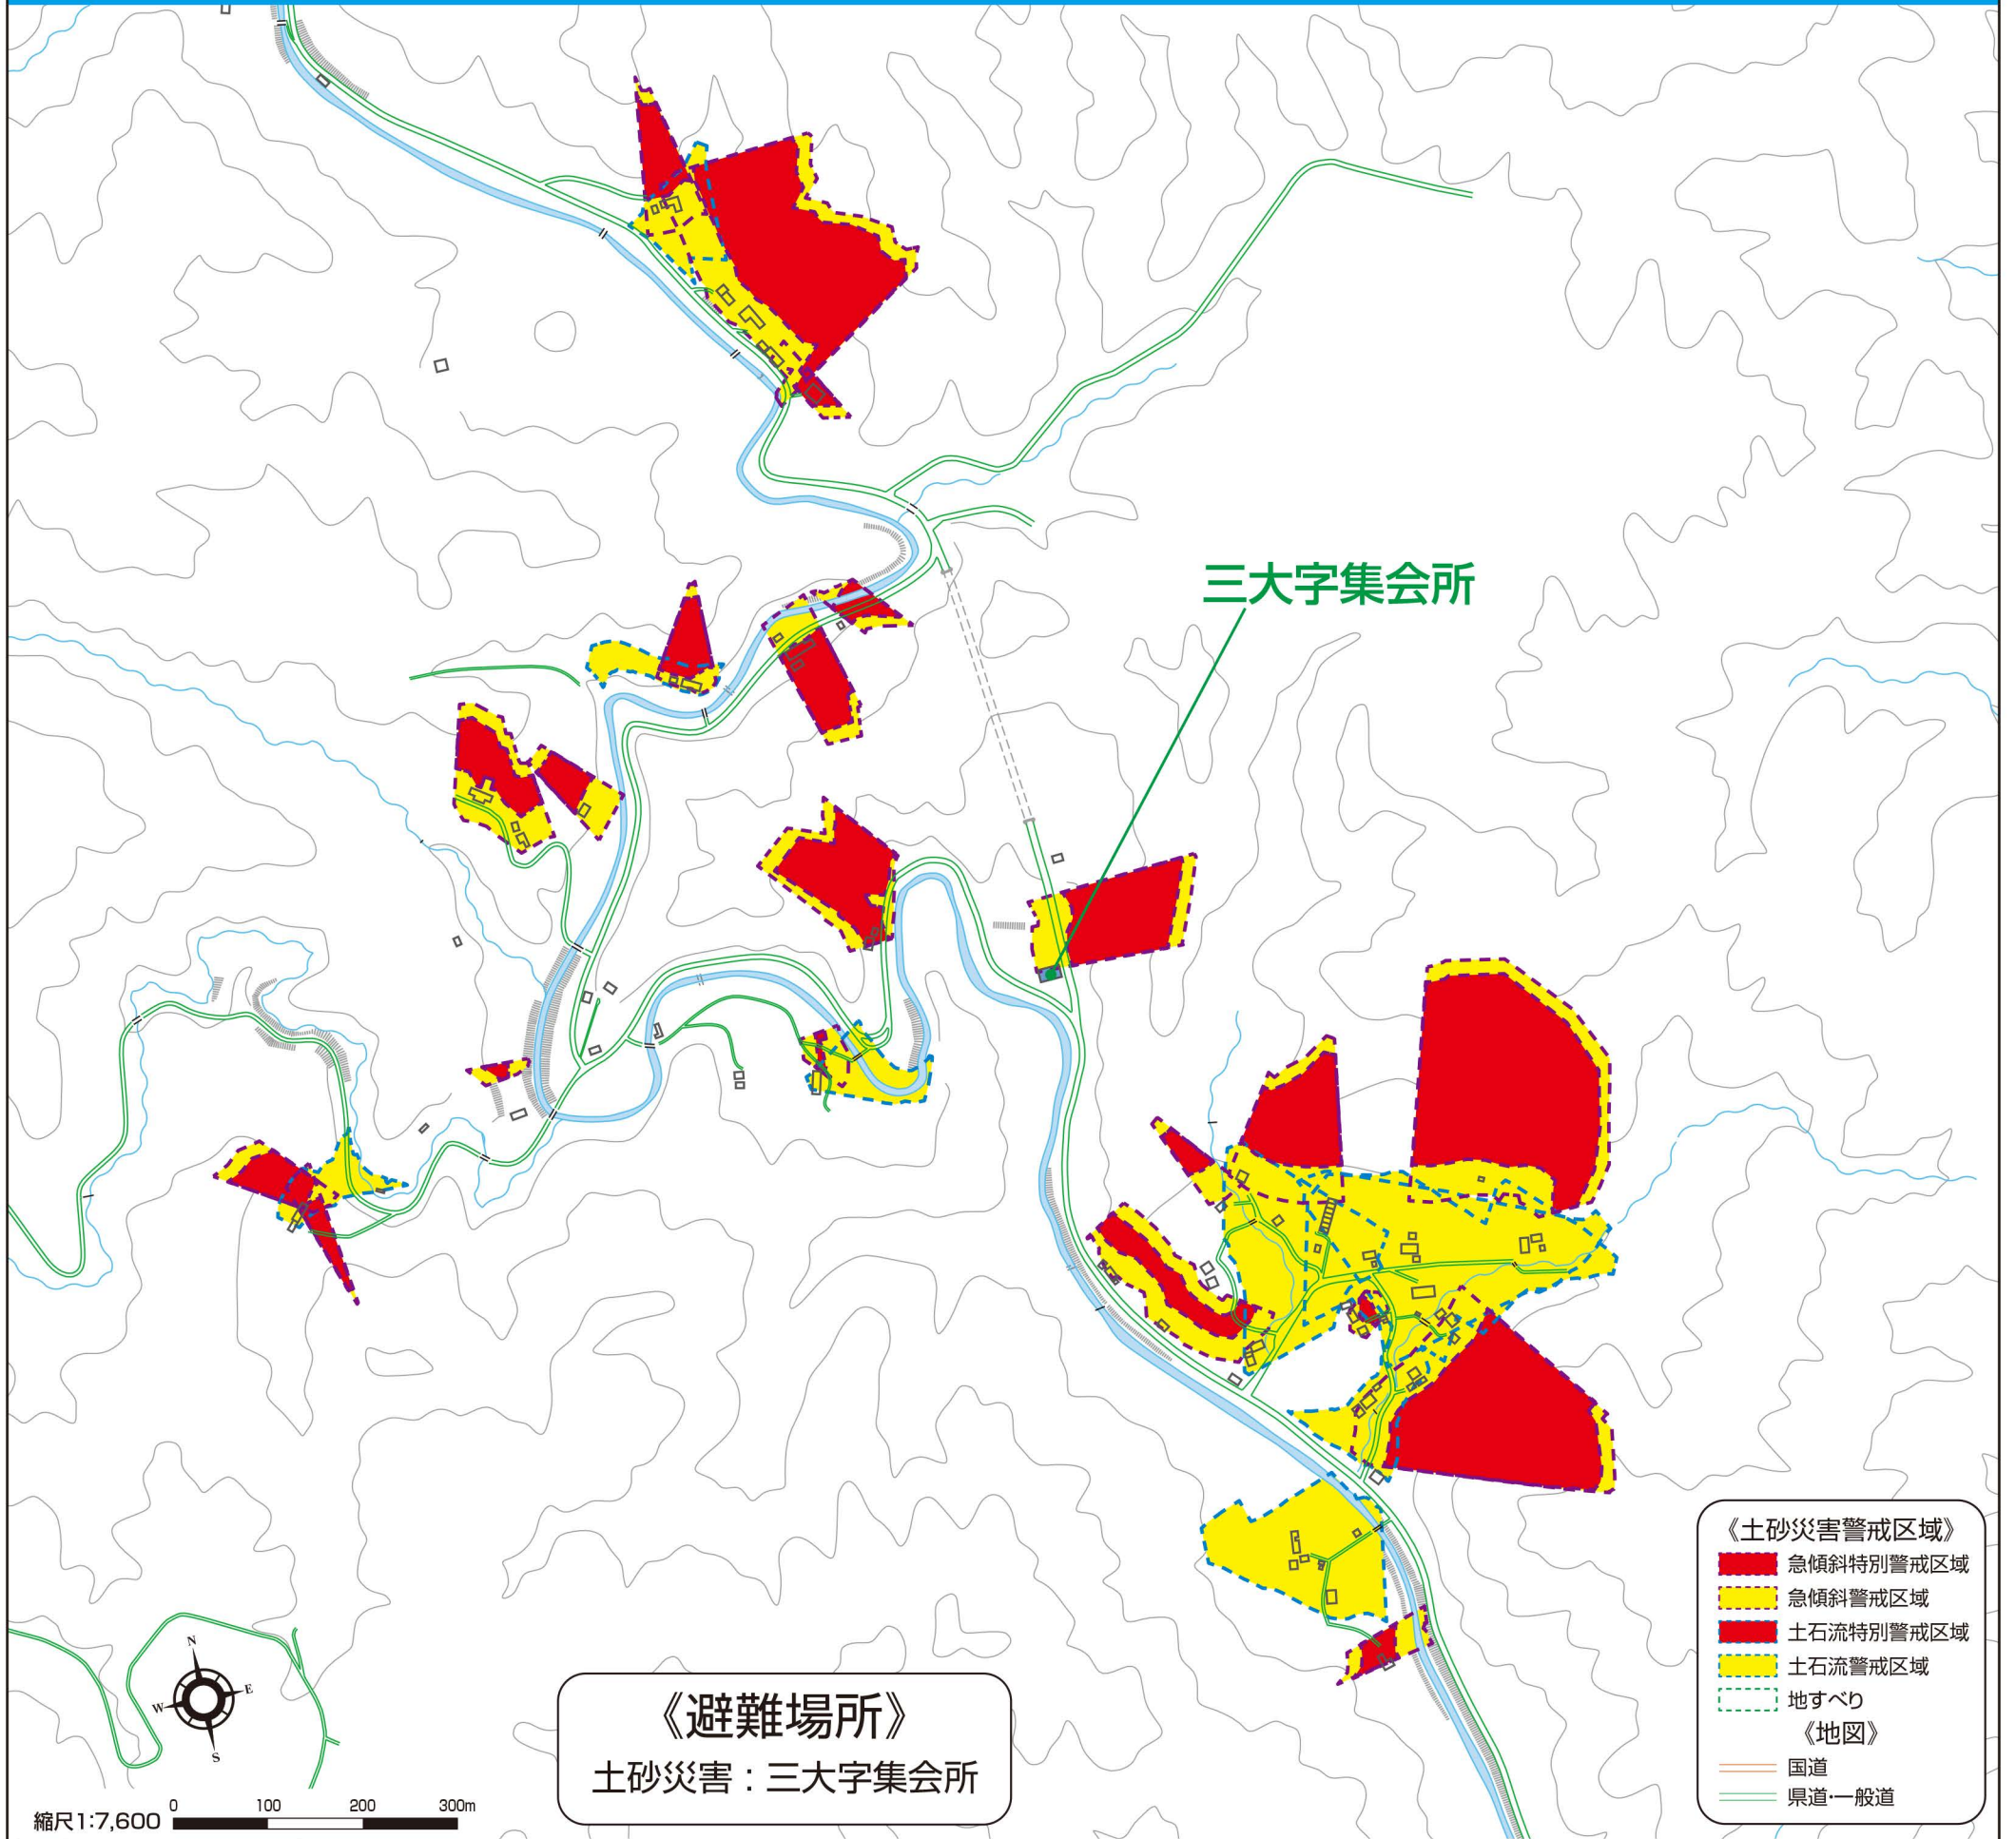 三大字集会所
《土砂災害警戒区域》
急傾斜特別警戒区域
急傾斜警戒区域
土石流特別警戒区域
土石流警戒区域
地すべり
《地図》
国道
県道・一般道
N
W
E
S
《避難場所》
土砂災害：三大字集会所
縮尺1:7,600
0 100 200 300m